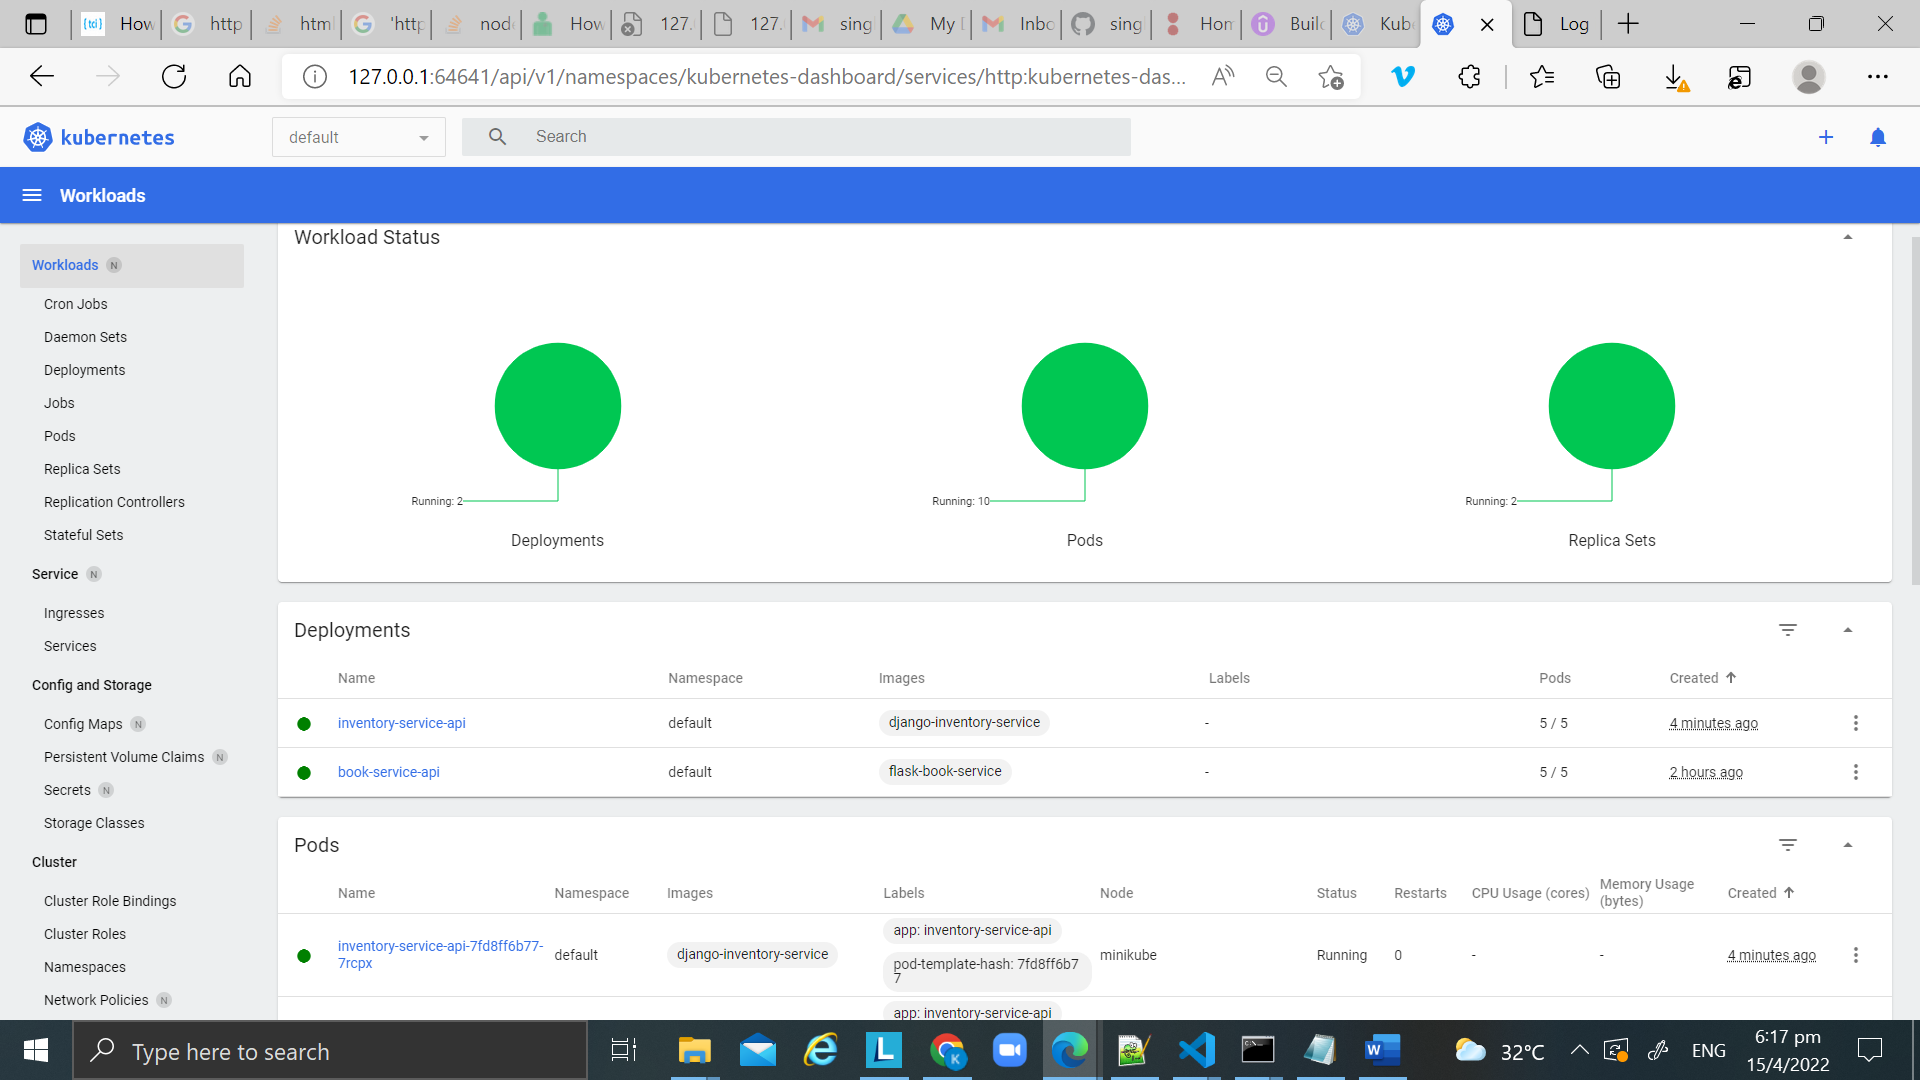 How
http
html
'http
node
How
127.
127.
sing
My
Inbo
sing
Hom
Build
Kube
Log
127.0.0.1:64641/api/v1/namespaces/kubernetes-dashboard/services/http:kubernetes-das...
kubernetes
default
Search
Workloads
Workloads N
Cron Jobs
Daemon Sets
Deployments
Jobs
Pods
Replica Sets
Replication Controllers
Stateful Sets
Service N
Ingresses
Services
Config and Storage
Config Maps N
Persistent Volume Claims N
Secrets N
Storage Classes
Cluster
Cluster Role Bindings
Cluster Roles
Namespaces
Network Policies N
Workload Status
Running: 2
Deployments
Running: 10
Pods
Running: 2
Replica Sets
Deployments
Name Namespace Images Labels Pods Created
inventory-service-api default django-inventory-service - 5 / 5 4 minutes ago
book-service-api default flask-book-service - 5 / 5 2 hours ago
Pods
Name Namespace Images Labels Node Status Restarts CPU Usage (cores) Memory Usage (bytes) Created
inventory-service-api-7fd8ff6b77-
7rcpx
default
django-inventory-service
app: inventory-service-api
pod-template-hash: 7fd8ff6b7
7
minikube
Running
0
-
-
4 minutes ago
app: inventory-service-api
Type here to search
32°C
ENG
6:17 pm
15/4/2022